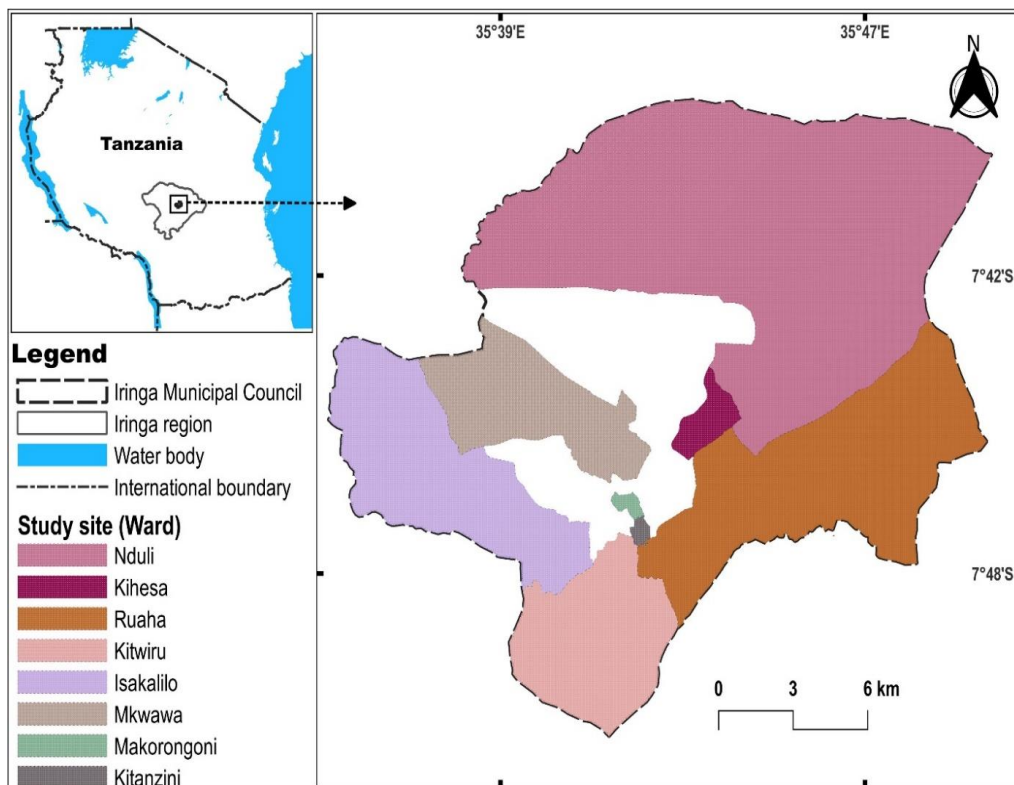 Tanzania
Legend
Iringa Municipal Council
Iringa region
Water body
International boundary
Study site (Ward)
Nduli
Kihesa
Ruaha
Kitwiru
Isakalilo
Mkwawa
Makorongoni
Kitanzini
35°39'E
35°47'E
N
7°42'S
7°48'S
0 3 6 km